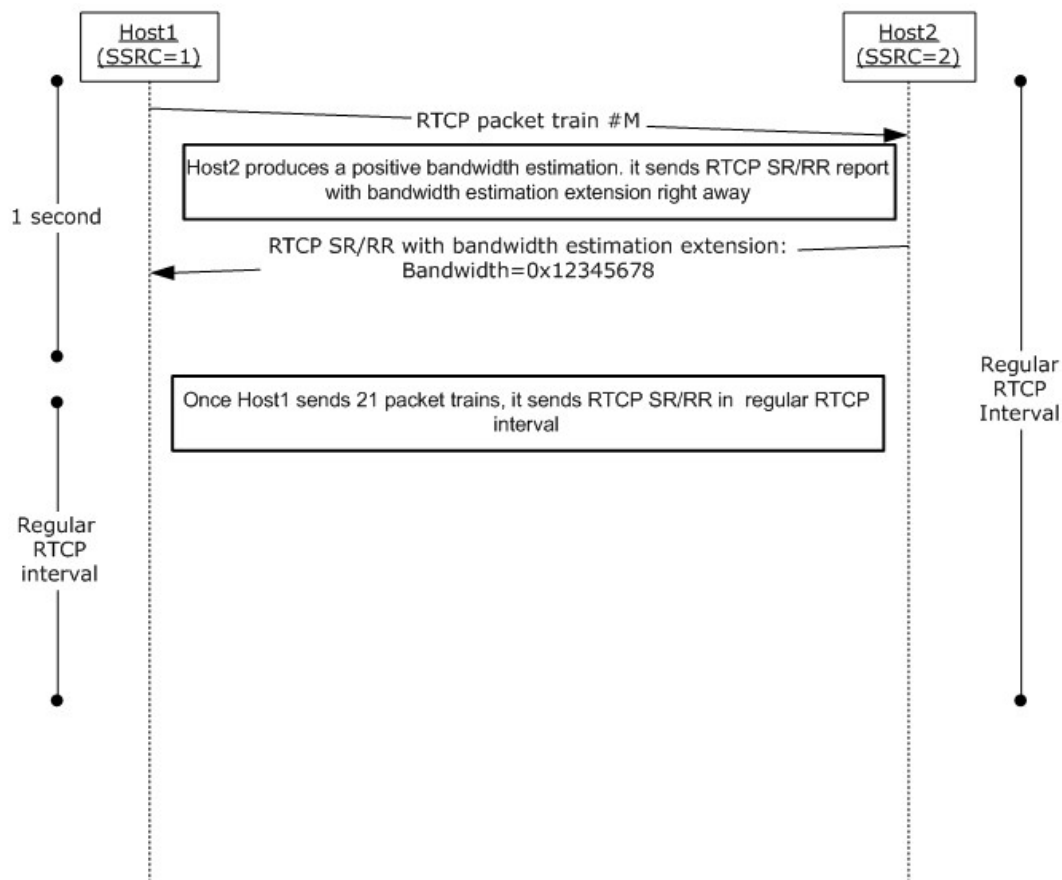 Host1
(SSRC=1)
Host2
(SSRC=2)
RTCP packet train #M
Host2 produces a positive bandwidth estimation. it sends RTCP SR/RR report
with bandwidth estimation extension right away
1 second
RTCP SR/RR with bandwidth estimation extension:
Bandwidth=0x12345678
Regular
RTCP
Interval
Once Host1 sends 21 packet trains, it sends RTCP SR/RR in regular RTCP
interval
Regular
RTCP
interval